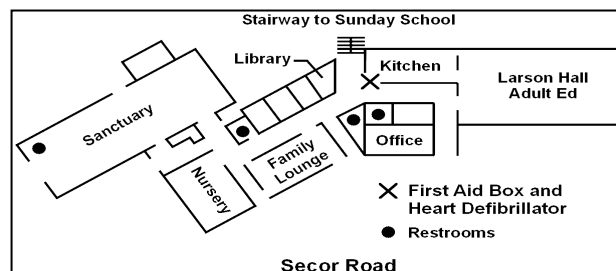 Stairway to Sunday School
Library
Kitchen
Larson Hall
Adult Ed
Sanctuary
Office
Family
Lounge
Nursery
First Aid Box and
Heart Defibrillator
Restrooms
Secor Road